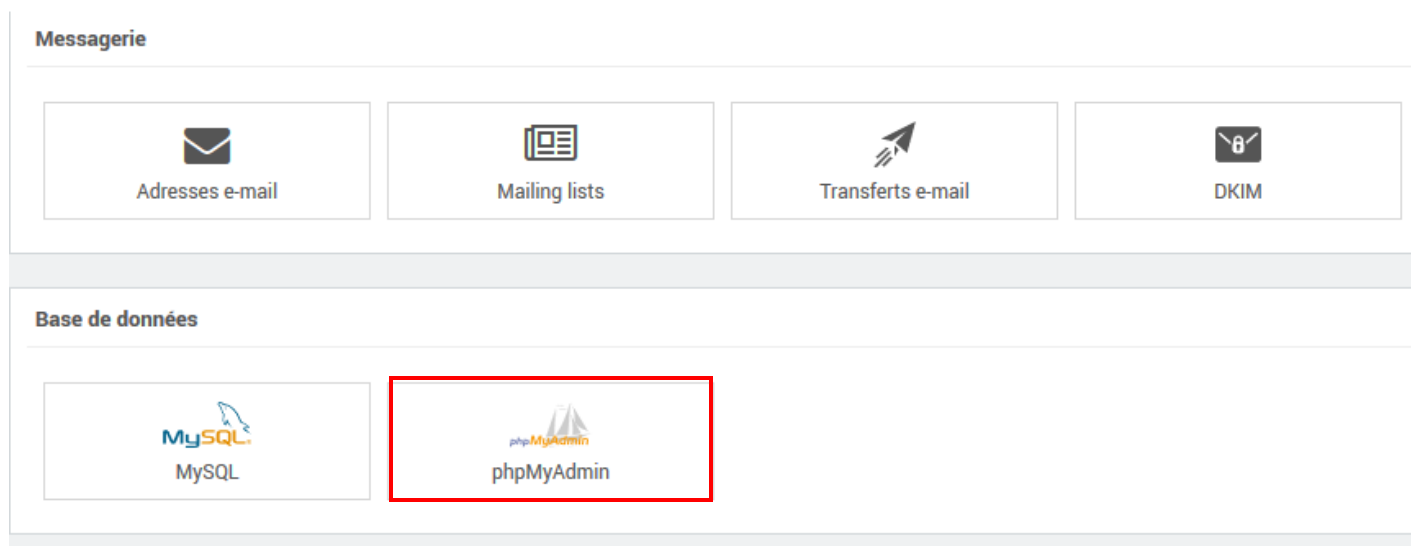 Messagerie
Adresses e-mail
Mailing lists
Transferts e-mail
DKIM
Base de données
MySQL.
phpMyAdmin
MySQL
phpMyAdmin